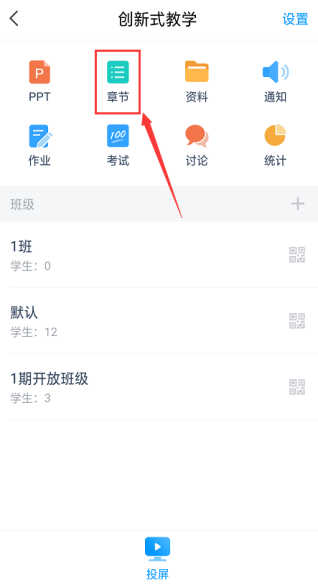 创新式教学 设置
P
PPT 章节 资料 通知
100
作业 考试 讨论 统计
班级
1班
学生：0
默认
学生：12
1期开放班级
学生：3
投屏